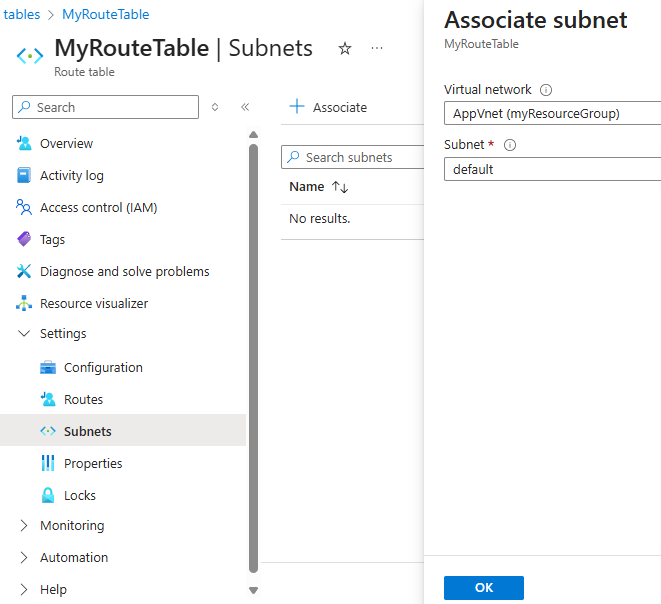 tables > MyRouteTable
MyRouteTable | Subnets
Route table
Search
Overview
Activity log
Access control (IAM)
Tags
Diagnose and solve problems
Resource visualizer
Settings
Configuration
Routes
Subnets
Properties
Locks
Monitoring
Automation
Help
Associate
Search subnets
Name
No results.
Associate subnet
MyRouteTable
Virtual network
AppVnet (myResourceGroup)
Subnet *
default
OK